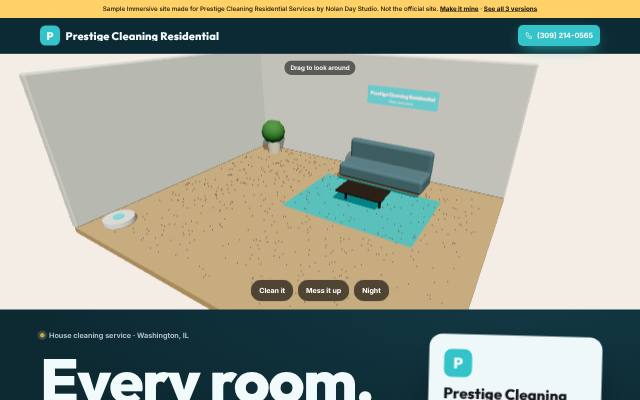 Sample Immersive site made for Prestige Cleaning Residential Services by Nolan Day Studio. Not the official site. Make it mine · See all 3 versions
P Prestige Cleaning Residential
(309) 214-0565
Drag to look around
Prestige Cleaning Residential
Clean it
Mess it up
Night
House cleaning service · Washington, IL
Every room.
P
Prestige Cleaning